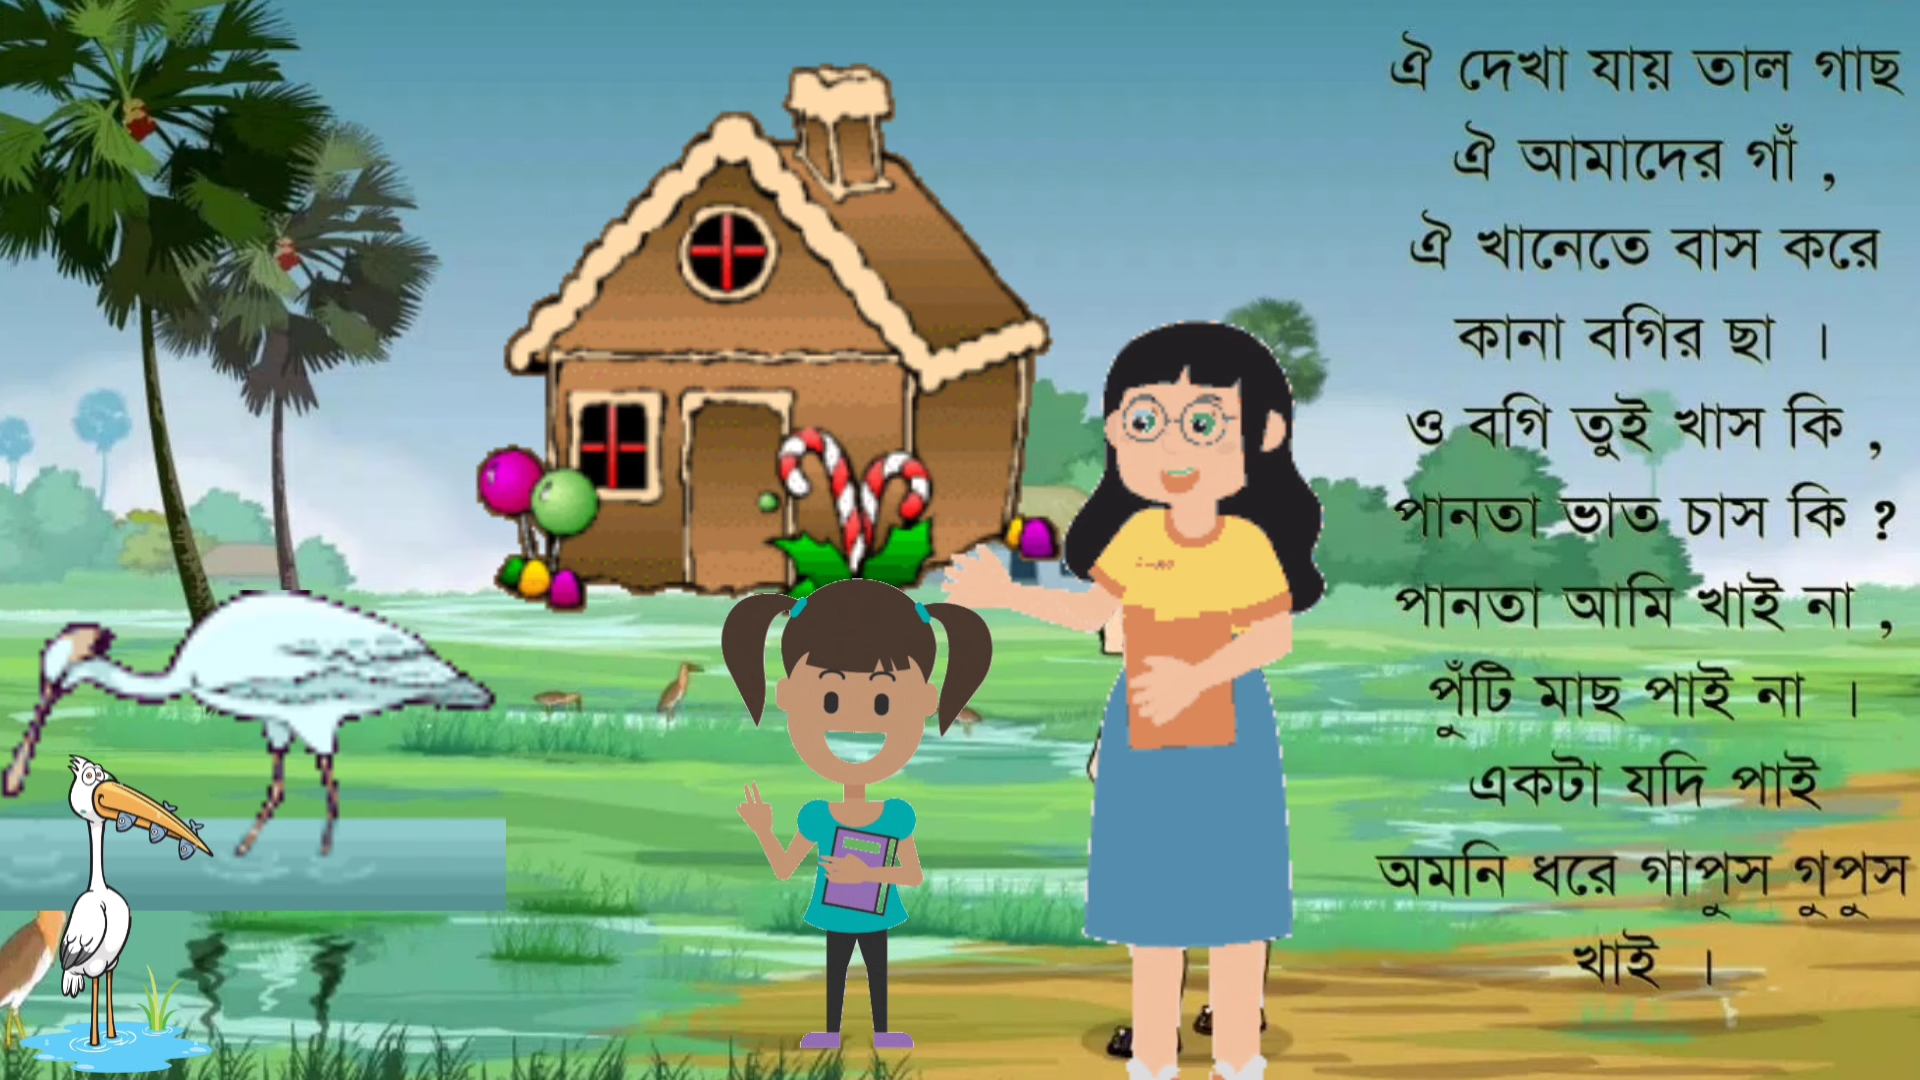 ঐ দেখা যায় তাল গাছ
ঐ আমাদের গাঁ ,
ঐ খানেতে বাস করে
কানা বগির ছা ।
ও বগি তুই খাস কি ,
পানতা ভাত চাস কি ?
পানতা আমি খাই না ,
পুঁটি মাছ পাই না ।
একটা যদি পাই
অমনি ধরে গাপুস গুপুস
খাই ।